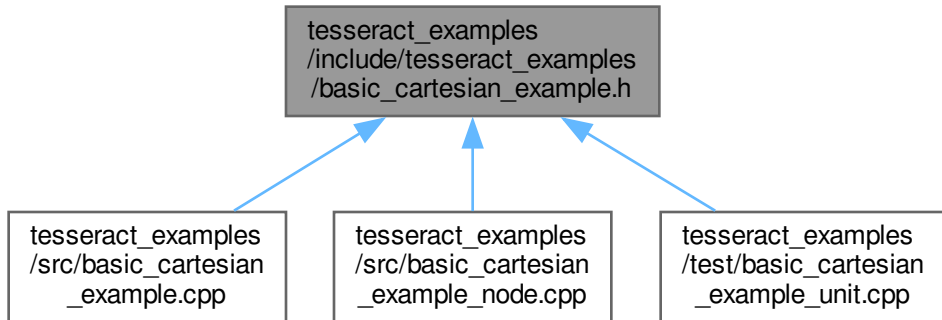 tesseract_examples
/include/tesseract_examples
/basic_cartesian_example.h
tesseract_examples
/src/basic_cartesian
_example.cpp
tesseract_examples
/src/basic_cartesian
_example_node.cpp
tesseract_examples
/test/basic_cartesian
_example_unit.cpp